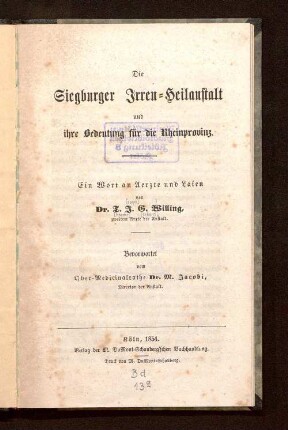 Die
Siegburger Irren-Heilanstalt
und
ihre Bedeutung für die Rheinprovinz.
Ein Wort an Aerzte und Laien
von
Dr. T. J. G. Willing,
zweitem Arzte der Anstalt.
Bevorwortet
vom
Ober-Medicinalrathe Dr. M. Jacobi,
Director der Anstalt.
Köln, 1854.
Verlag der M. DuMont-Schauberg'schen Buchhandlung.
Druck von M. DuMont-Schauberg.
3d
132